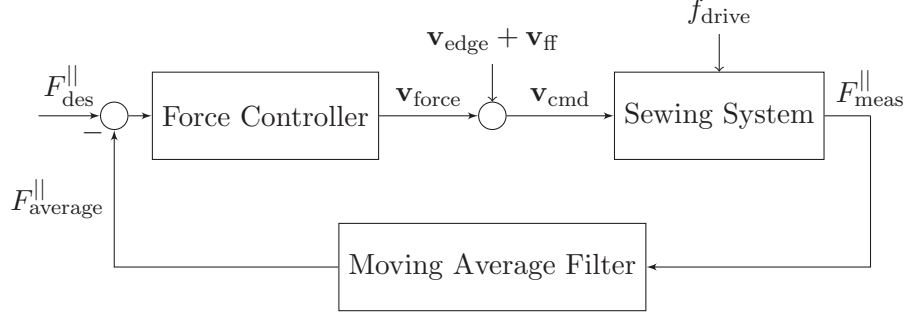 f_drive
v_edge + v_ff
F_des^||
−
Force Controller
v_force
v_cmd
Sewing System
F_meas^||
F_average^||
Moving Average Filter